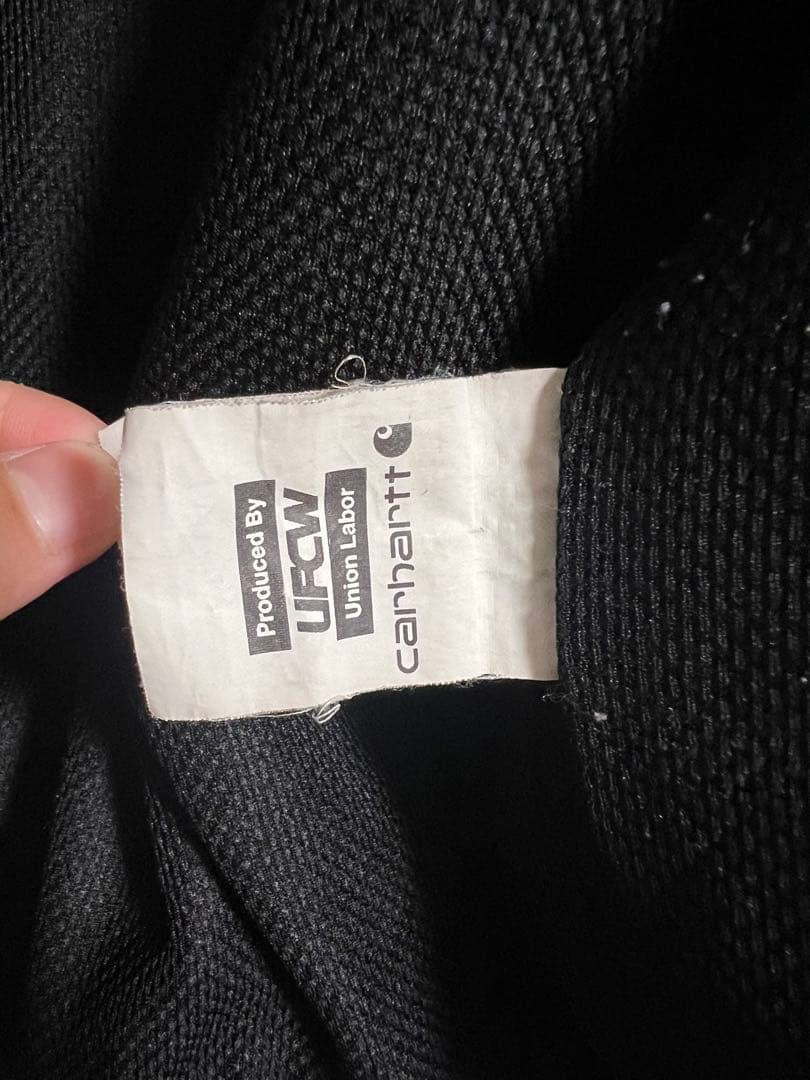 Produced By
UFCW
Union Labor
carhartt